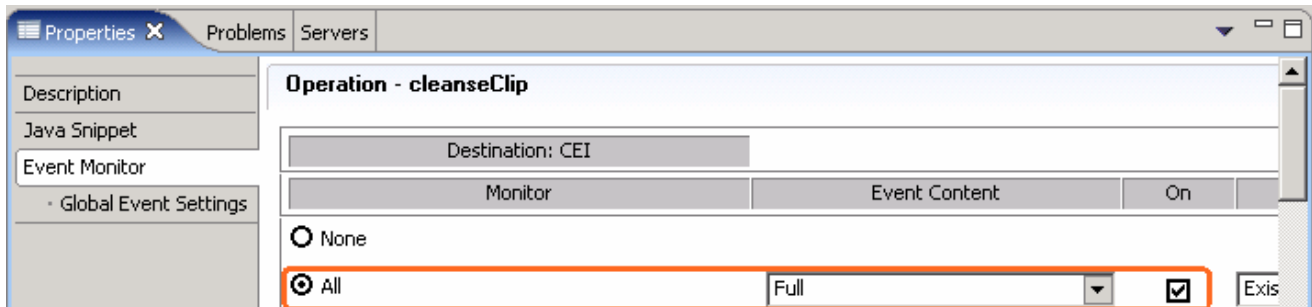 Properties Problems Servers
Operation - cleanseClip
Description
Java Snippet
Event Monitor
Global Event Settings
Destination: CEI
Monitor Event Content On
None
All Full Exis